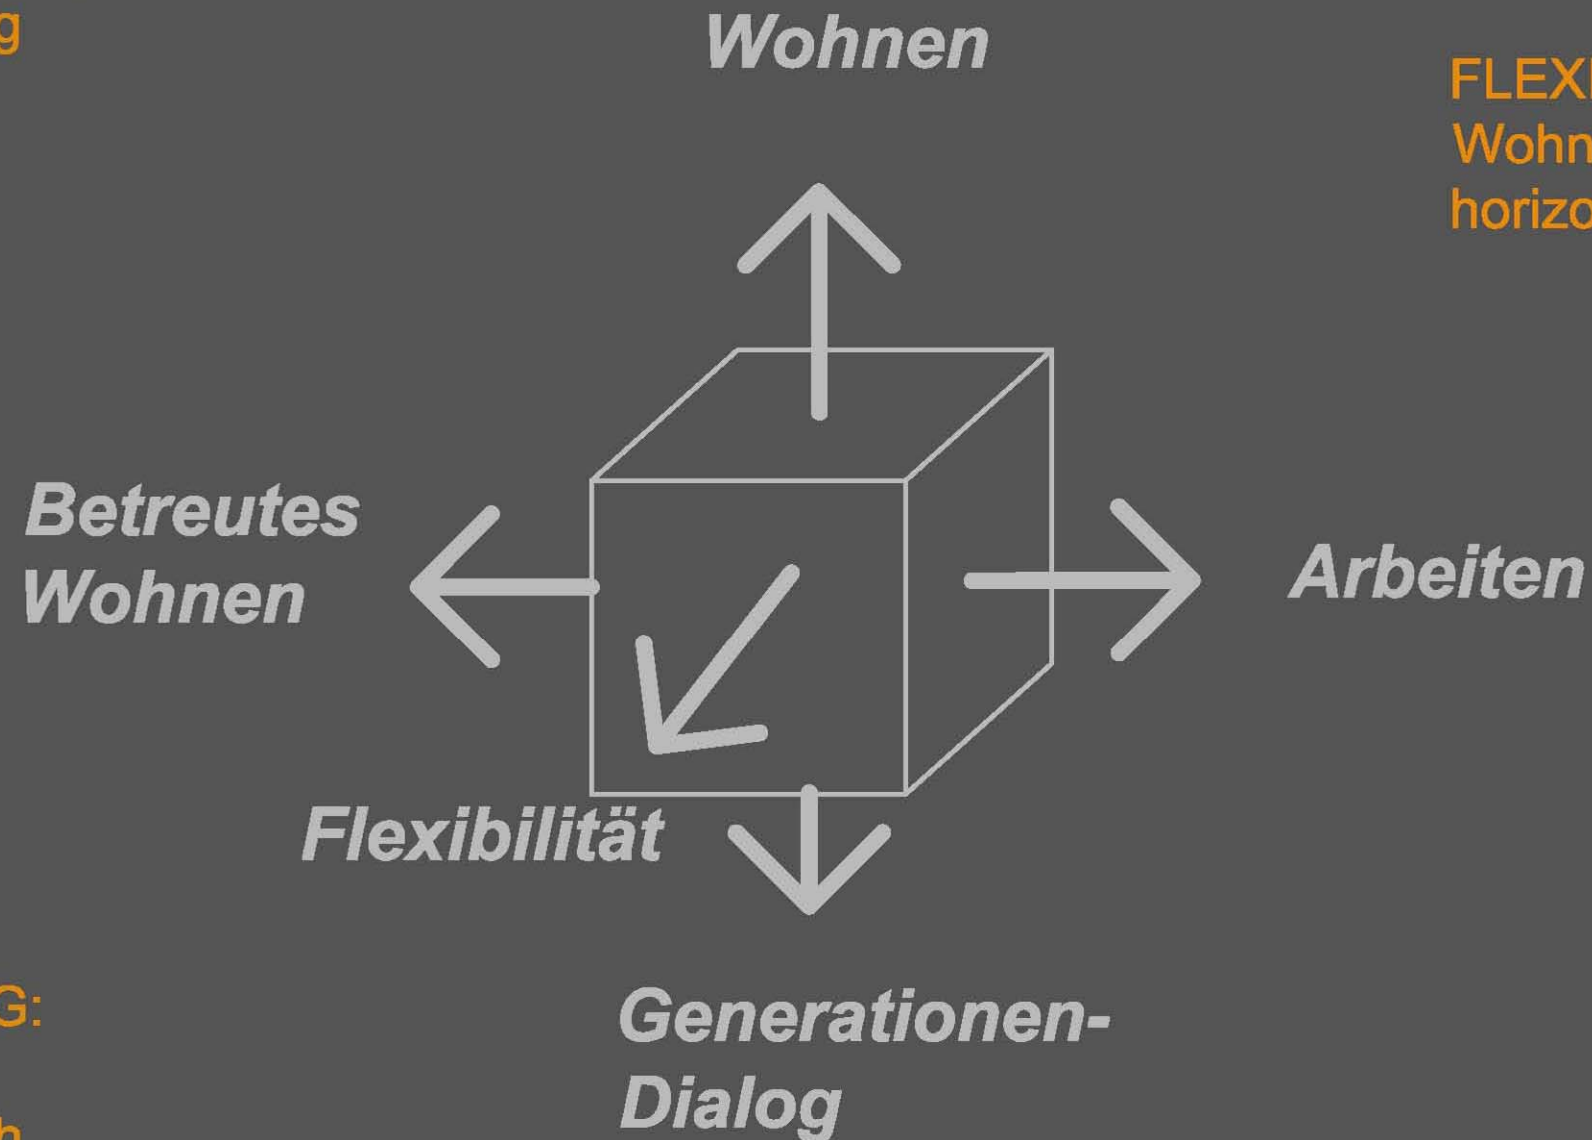 Wohnen
Betreutes
Wohnen
Arbeiten
Flexibilität
Generationen-
Dialog